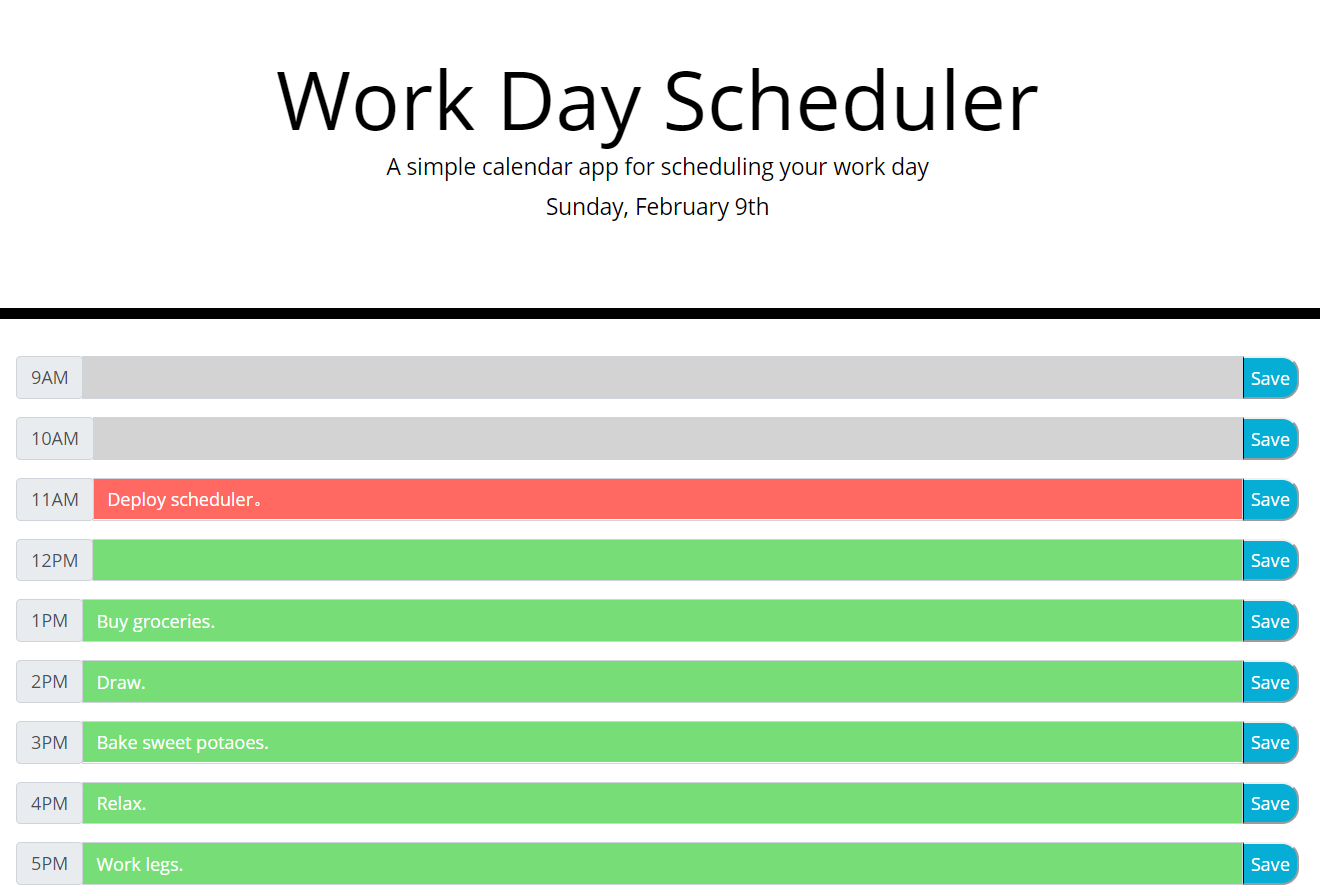 Work Day Scheduler
A simple calendar app for scheduling your work day
Sunday, February 9th
9AM Save
10AM Save
11AM Deploy scheduler。 Save
12PM Save
1PM Buy groceries. Save
2PM Draw. Save
3PM Bake sweet potaoes. Save
4PM Relax. Save
5PM Work legs. Save